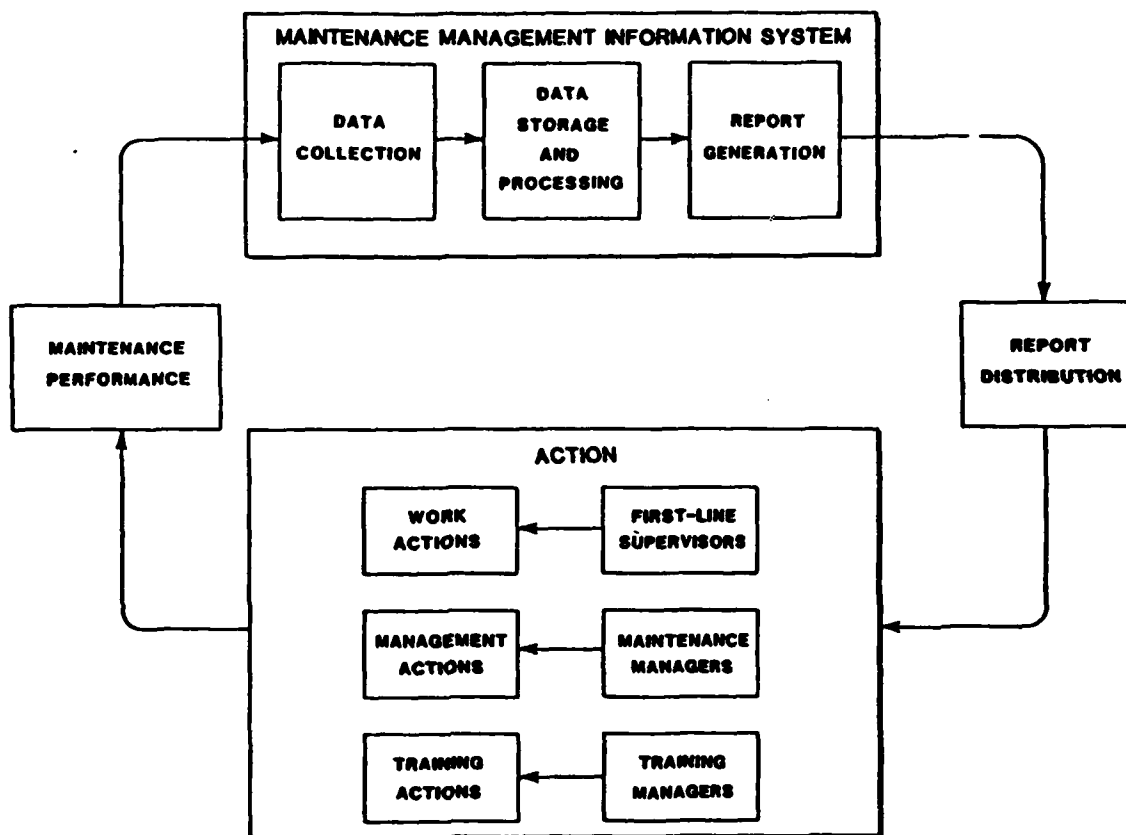 MAINTENANCE MANAGEMENT INFORMATION SYSTEM
DATA
COLLECTION
DATA
STORAGE
AND
PROCESSING
REPORT
GENERATION
MAINTENANCE
PERFORMANCE
REPORT
DISTRIBUTION
ACTION
WORK
ACTIONS
FIRST-LINE
SUPERVISORS
MANAGEMENT
ACTIONS
MAINTENANCE
MANAGERS
TRAINING
ACTIONS
TRAINING
MANAGERS